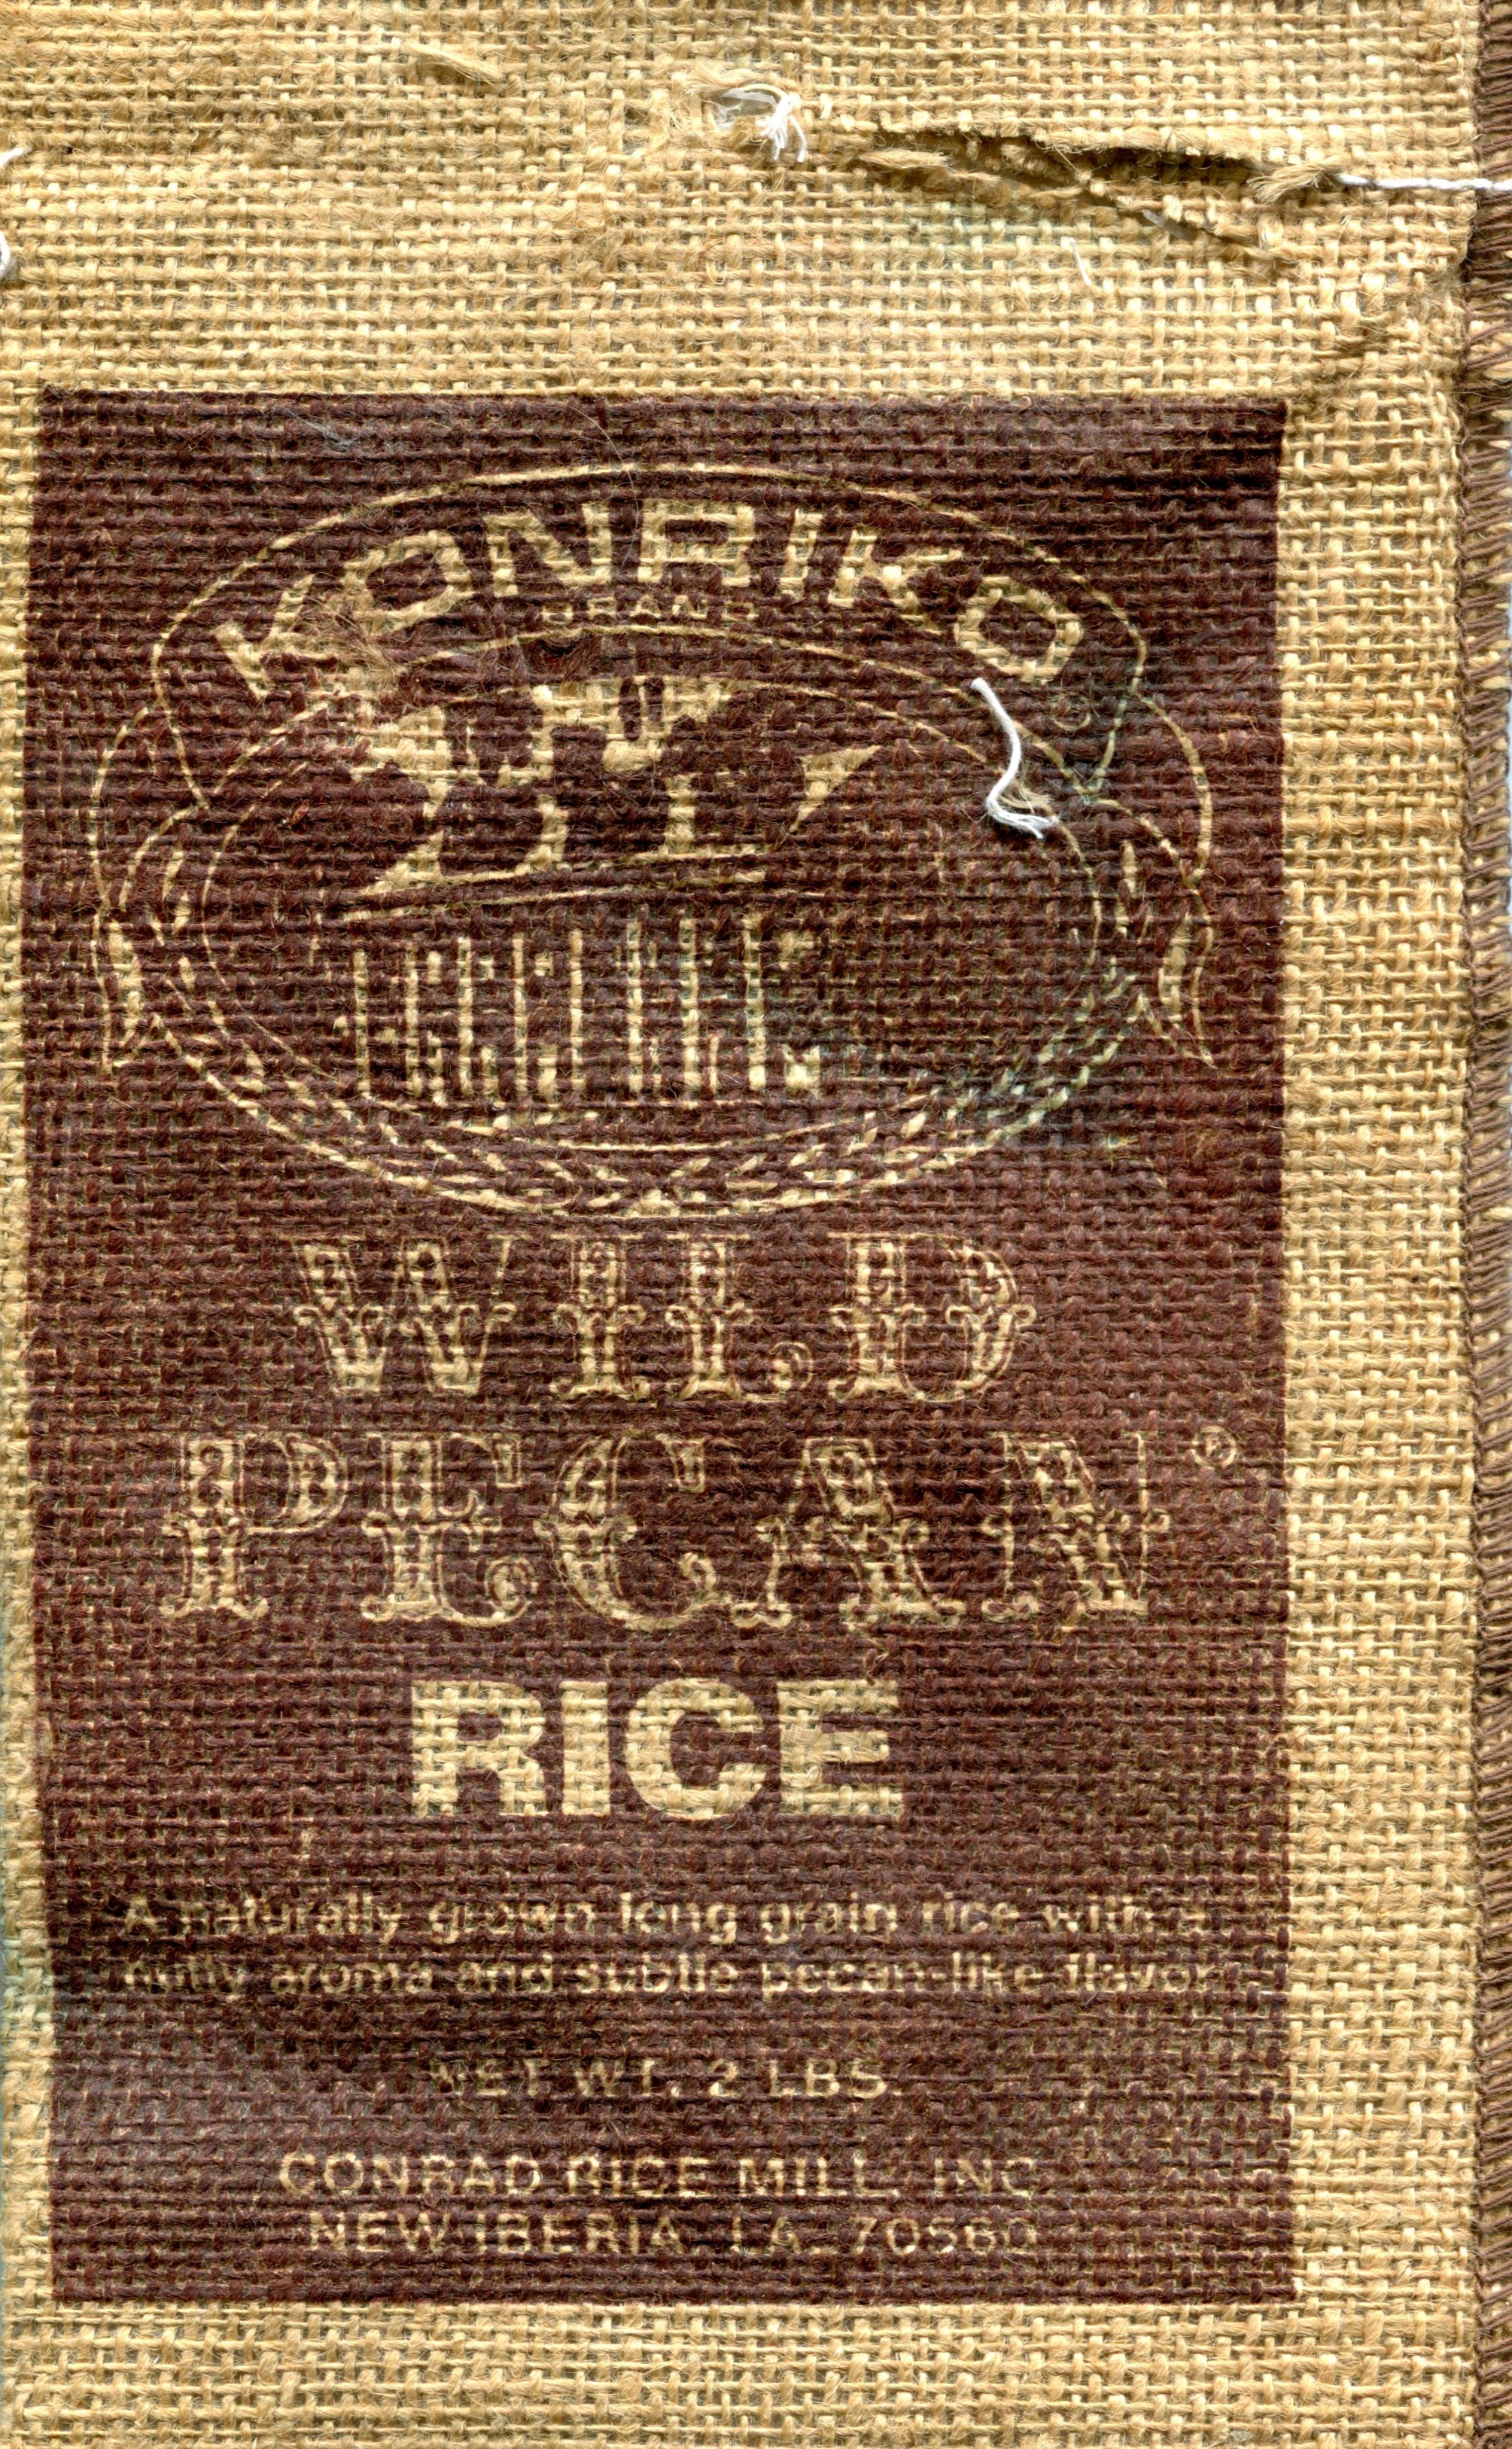 KONRIKO
BRAND
WILD
PECAN®
RICE
A naturally grown long grain rice with a
nutty aroma and subtle pecan-like flavor
NET WT. 2 LBS.
CONRAD RICE MILL, INC.
NEW IBERIA, LA. 70560